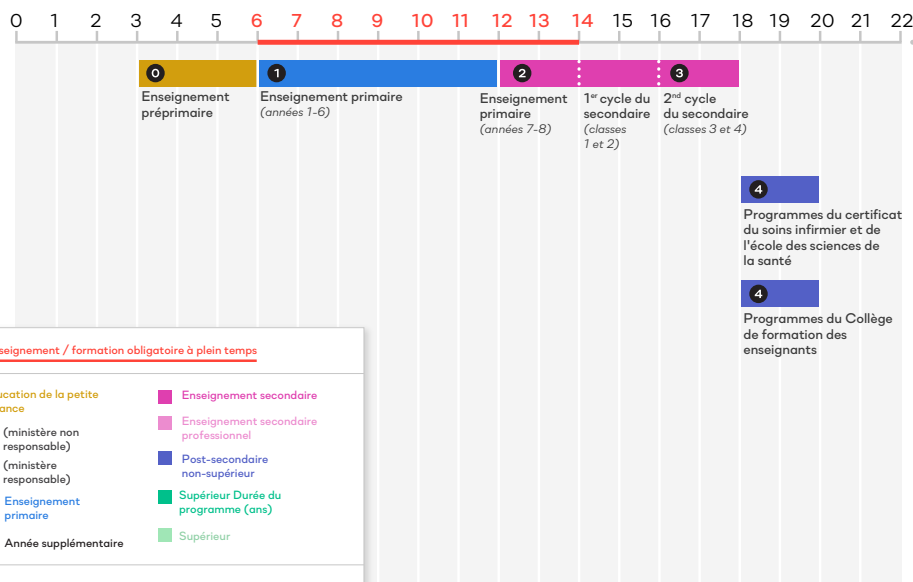 0 1 2 3 4 5 6 7 8 9 10 11 12 13 14 15 16 17 18 19 20 21 22
0 1 2 3
Enseignement
préprimaire
Enseignement primaire
(années 1-6)
Enseignement
primaire
(années 7-8)
1er cycle du
secondaire
(classes
1 et 2)
2nd cycle
du secondaire
(classes 3 et 4)
4
Programmes du certificat
du soins infirmier et de
l'école des sciences de
la santé
4
Programmes du Collège
de formation des
enseignants
seignement / formation obligatoire à plein temps
ucation de la petite
ance
(ministère non
responsable)
(ministère
responsable)
Enseignement
primaire
Année supplémentaire
Enseignement secondaire
Enseignement secondaire
professionnel
Post-secondaire
non-supérieur
Supérieur Durée du
programme (ans)
Supérieur